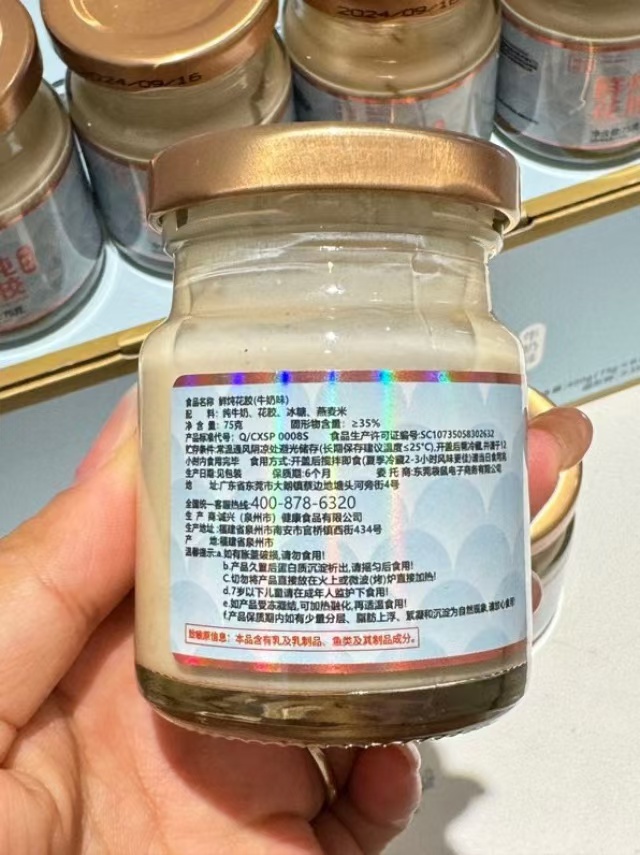 2024/09/16
2024/09/16
食品名称 鲜炖花胶(牛奶味)
配 料：纯牛奶、花胶、冰糖、燕麦米
净 含 量：75克 固形物含量：≥35%
产品标准代号：Q/CXSP 0008S 食品生产许可证编号:SC10735058302632
贮存条件:常温通风阴凉处避光储存(长期保存建议温度≤25℃),开盖后需冷藏,并请于12
小时内食用完毕 食用方式:开盖后搅拌即食(夏季冷藏2-3小时风味更佳)
生产日期:见包装 保质期:6个月 委 托 商:东莞袋鼠电子商务有限公司
地 址:广东省东莞市大朗镇蔡边地塘头河旁街4号
全国统一客服热线:400-878-6320
生 产 商:诚兴（泉州市）健康食品有限公司
生产地址:福建省泉州市南安市官桥镇西街434号
产 地:福建省泉州市
温馨提示:a.如有胀盖破损,请勿食用!
b.产品久置后蛋白质沉淀析出,请摇匀后食用!
C.切勿将产品直接放在火上或微波(烤)炉直接加热!
d.7岁以下儿童请在成年人监护下食用!
e.如产品受冻凝结,可加热融化,再适温食用!
f.产品保质期内如有少量分层、脂肪上浮、絮凝和沉淀为自然现象,请放心食用!
致敏原信息：本品含有乳及乳制品、鱼类及其制品成分。